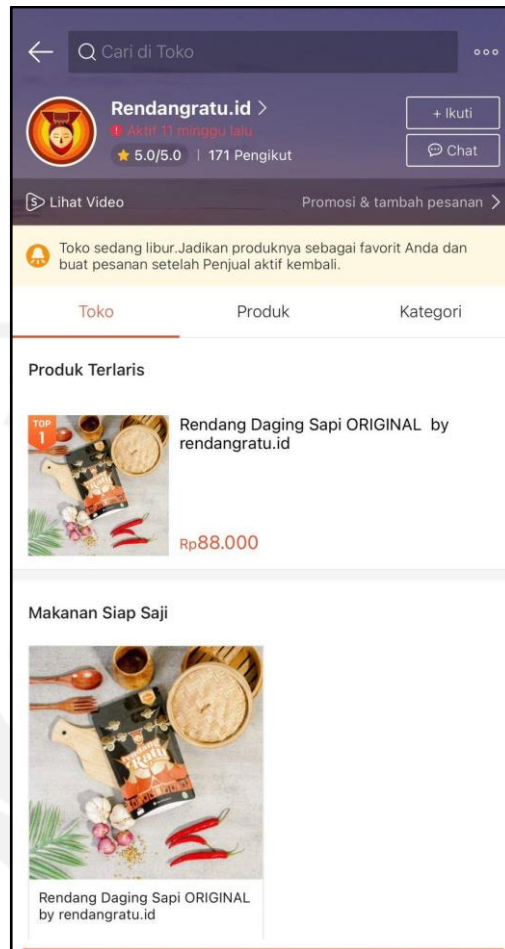 Cari di Toko
Rendangratu.id >
Aktif 11 minggu lalu
5.0/5.0 | 171 Pengikut
+ Ikuti
Chat
Lihat Video
Promosi & tambah pesanan >
Toko sedang libur.Jadikan produknya sebagai favorit Anda dan
buat pesanan setelah Penjual aktif kembali.
Toko
Produk
Kategori
Produk Terlaris
TOP
1
Rendang Daging Sapi ORIGINAL by
rendangratu.id
Rp88.000
Makanan Siap Saji
Rendang
Ratu
Rendang Daging Sapi ORIGINAL
by rendangratu.id